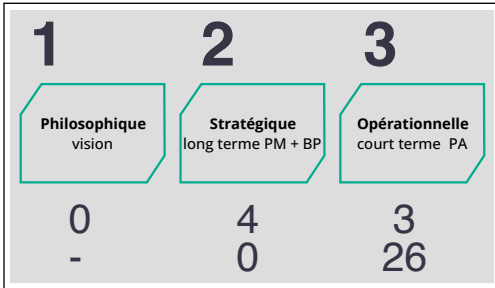 1 2 3
Philosophique Stratégique Opérationnelle
vision long terme PM + BP court terme PA
0 4 3
- 0 26